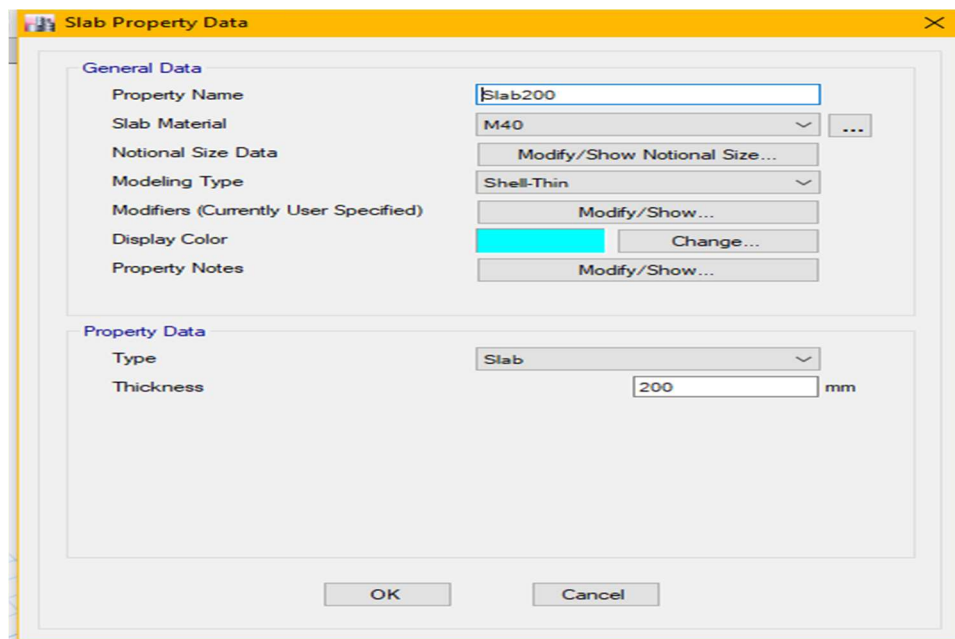 Slab Property Data
General Data
Property Name Slab200
Slab Material M40 ...
Notional Size Data Modify/Show Notional Size...
Modeling Type Shell-Thin
Modifiers (Currently User Specified) Modify/Show...
Display Color Change...
Property Notes Modify/Show...
Property Data
Type Slab
Thickness 200 mm
OK Cancel